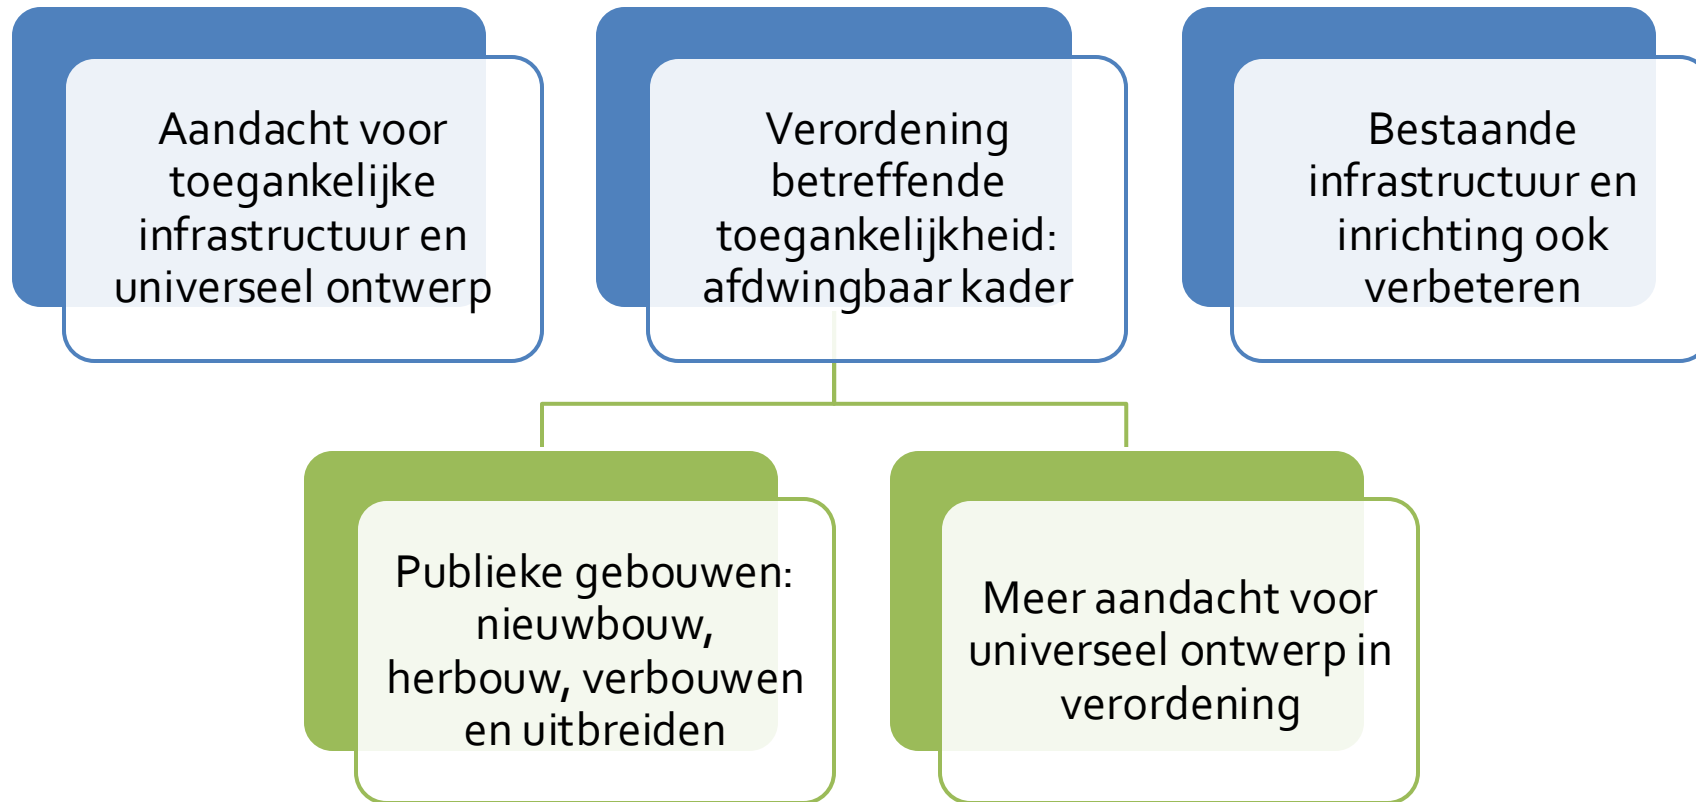 Aandacht voor
toegankelijke
infrastructuur en
universeel ontwerp
Verordening
betreffende
toegankelijkheid:
afdwingbaar kader
Bestaande
infrastructuur en
inrichting ook
verbeteren
Publieke gebouwen:
nieuwbouw,
herbouw, verbouwen
en uitbreiden
Meer aandacht voor
universeel ontwerp in
verordening